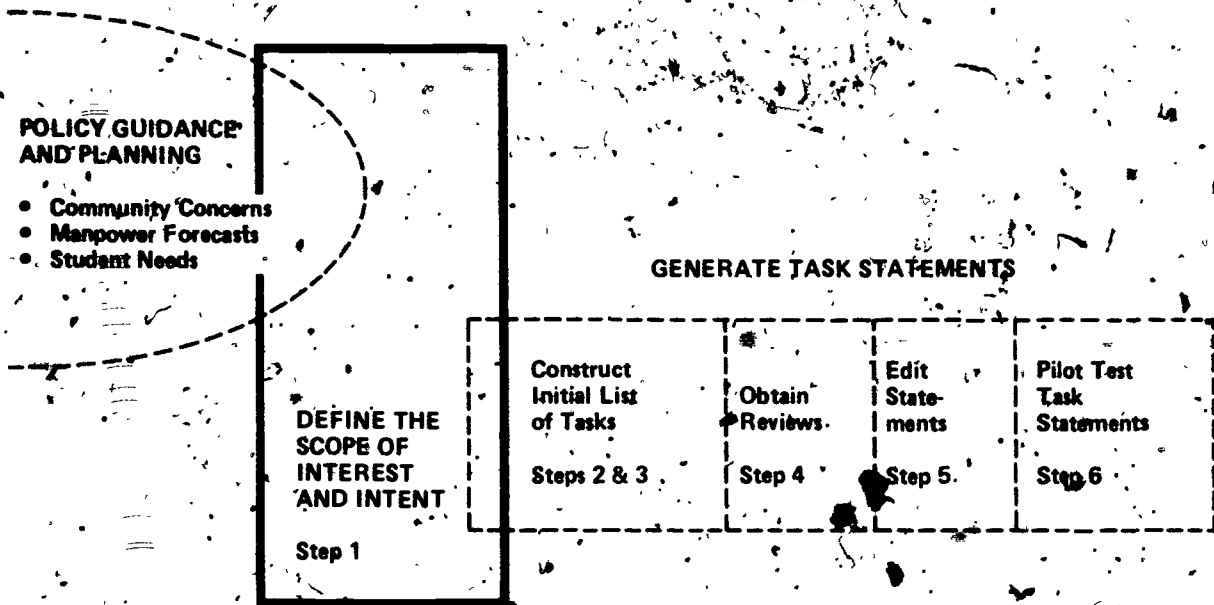 POLICY GUIDANCE
AND PLANNING
• Community Concerns
• Manpower Forecasts
• Student Needs
GENERATE TASK STATEMENTS
DEFINE THE
SCOPE OF
INTEREST
AND INTENT
Step 1
Construct
Initial List
of Tasks
Steps 2 & 3
Obtain
Reviews
Step 4
Edit
State-
ments
Step 5
Pilot Test
Task
Statements
Step 6